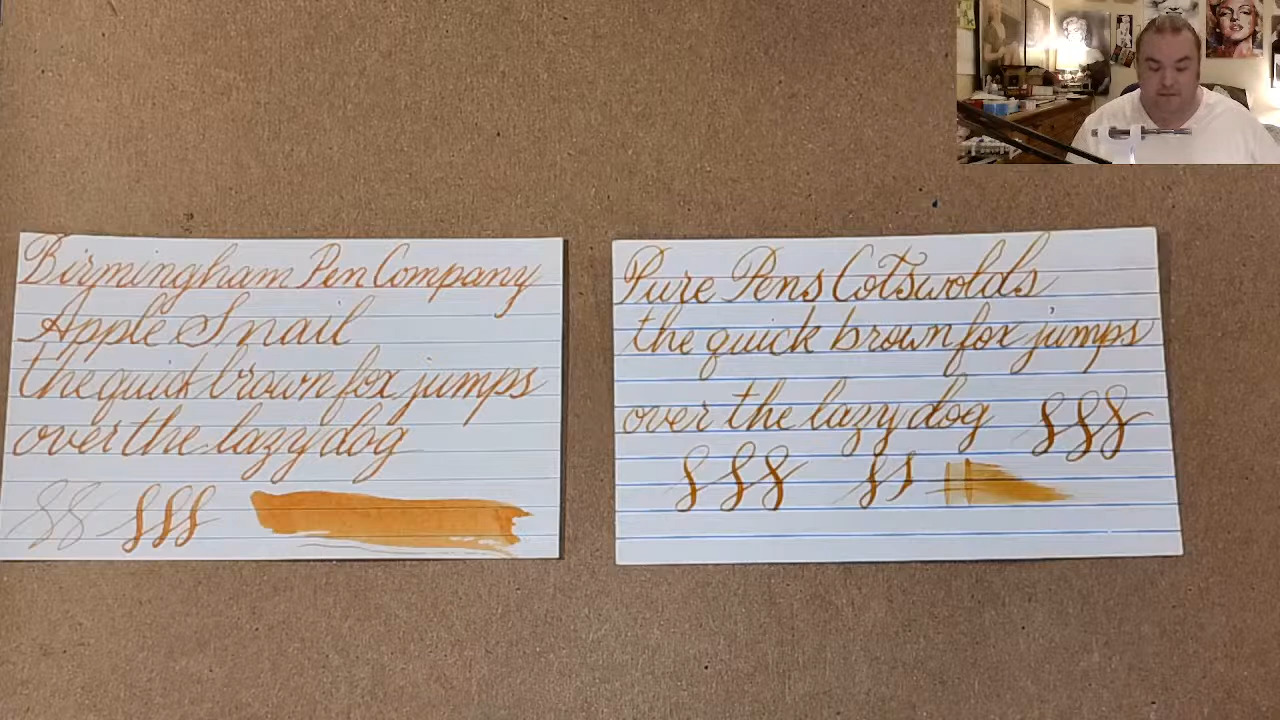 Birmingham Pen Company
Apple Snail
the quick brown fox jumps
over the lazy dog
Pure Pens Cotswolds
the quick brown fox jumps
over the lazy dog